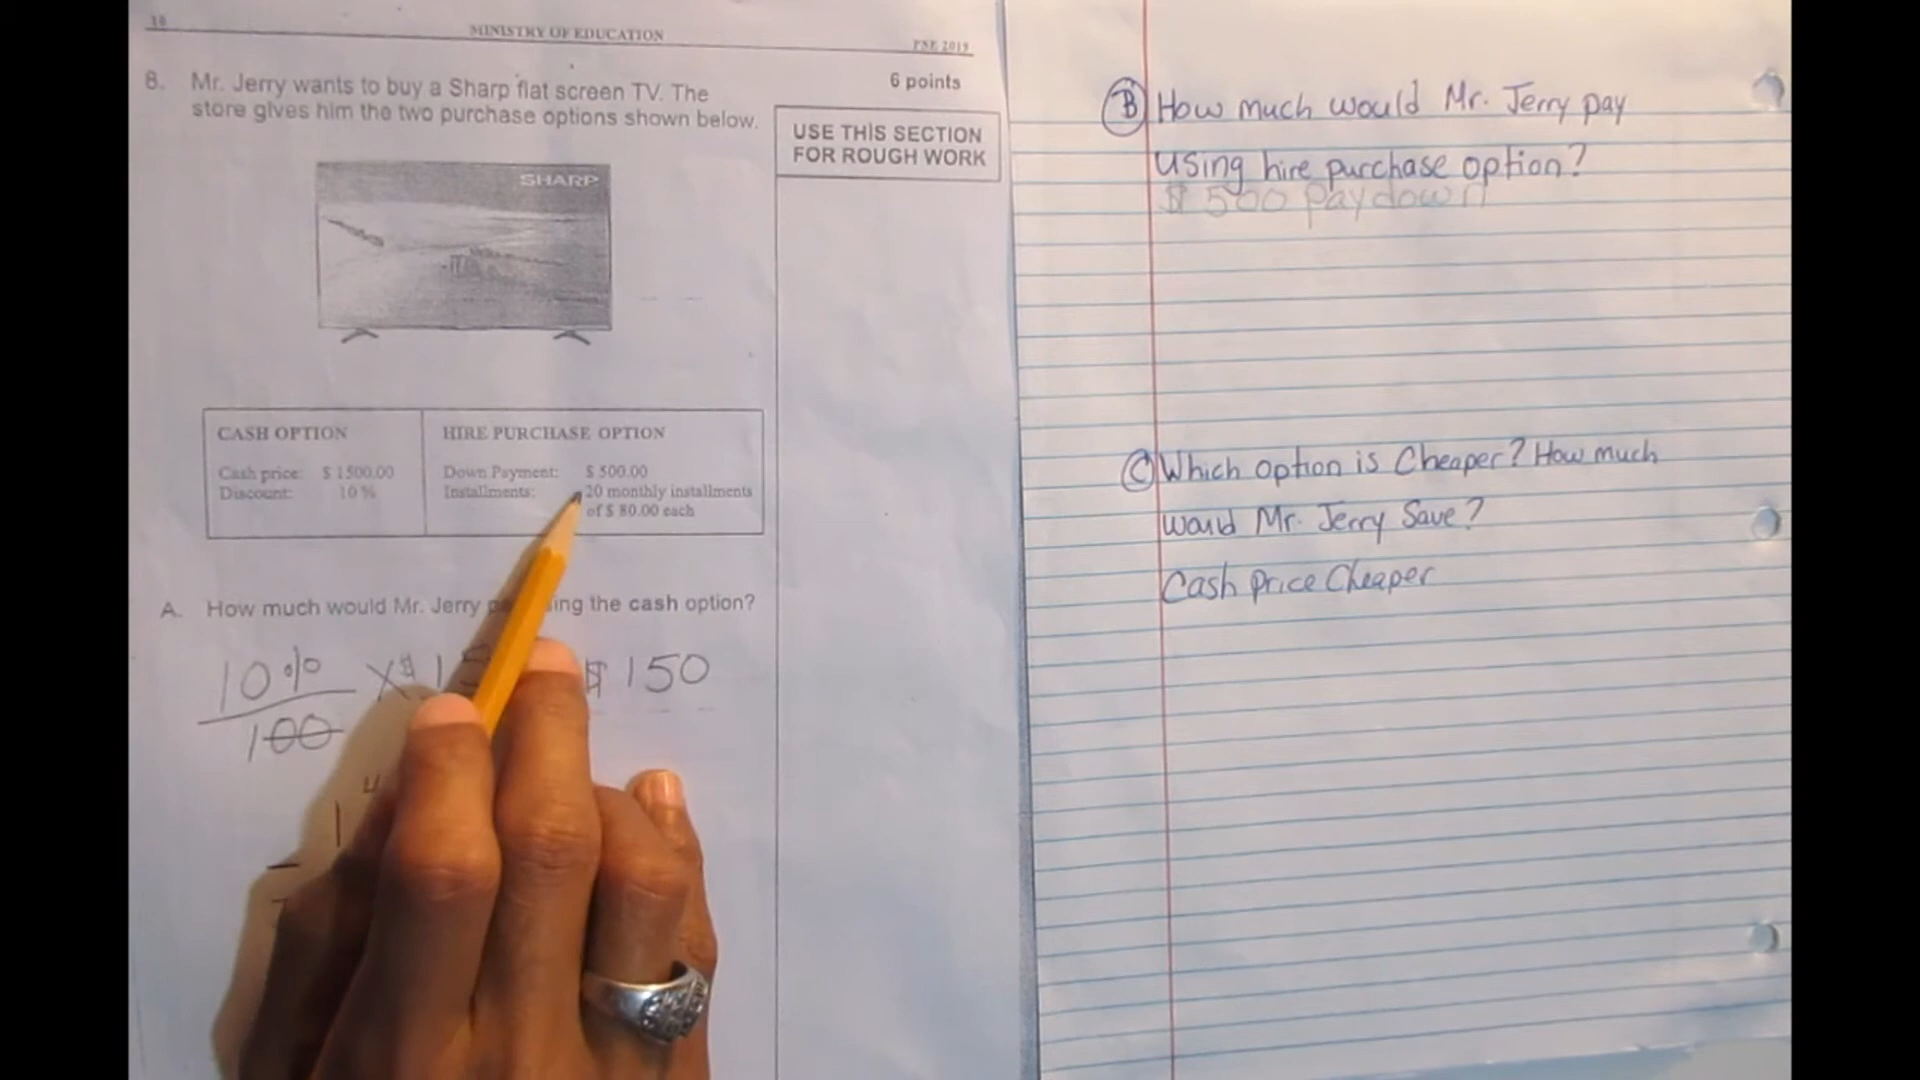 10
MINISTRY OF EDUCATION
PSE 2019
8. Mr. Jerry wants to buy a Sharp flat screen TV. The
store gives him the two purchase options shown below.
6 points
USE THIS SECTION
FOR ROUGH WORK
SHARP
CASH OPTION
Cash price: $ 1500.00
Discount: 10 %
HIRE PURCHASE OPTION
Down Payment: $ 500.00
Installments: 20 monthly installments
of $ 80.00 each
A. How much would Mr. Jerry ing the cash option?
10% X $ 15 $ 150
100
B How much would Mr. Jerry pay
using hire purchase option?
$ 500 Paydown
C Which option is Cheaper? How much
would Mr. Jerry Save?
Cash price Cheaper